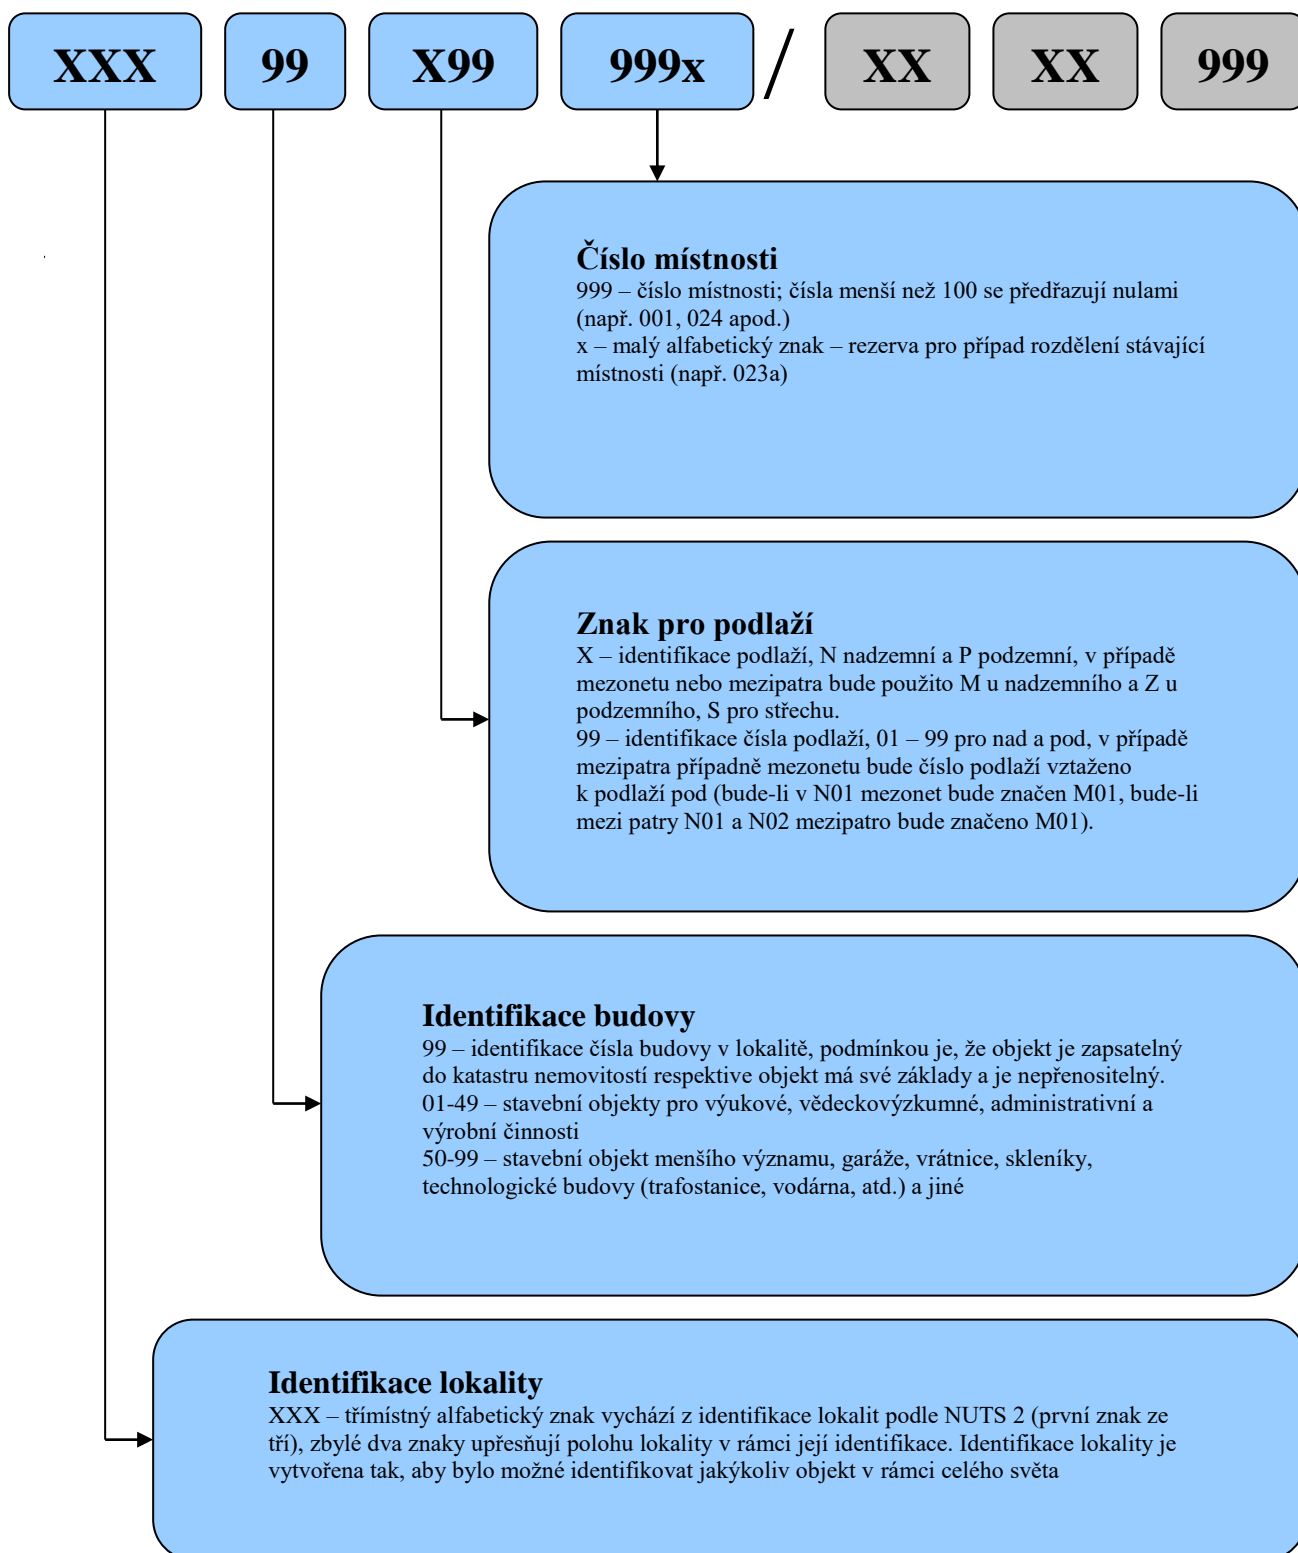 XXX 99 X99 999x / XX XX 999
Číslo místnosti
999 – číslo místnosti; čísla menší než 100 se předřazují nulami
(např. 001, 024 apod.)
x – malý alfabetický znak – rezerva pro případ rozdělení stávající
místnosti (např. 023a)
Znak pro podlaží
X – identifikace podlaží, N nadzemní a P podzemní, v případě
mezonetu nebo mezipatra bude použito M u nadzemního a Z u
podzemního, S pro střechu.
99 – identifikace čísla podlaží, 01 – 99 pro nad a pod, v případě
mezipatra případně mezonetu bude číslo podlaží vztaženo
k podlaží pod (bude-li v N01 mezonet bude značen M01, bude-li
mezi patry N01 a N02 mezipatro bude značeno M01).
Identifikace budovy
99 – identifikace čísla budovy v lokalitě, podmínkou je, že objekt je zapsatelný
do katastru nemovitostí respektive objekt má své základy a je nepřenositelný.
01-49 – stavební objekty pro výukové, vědeckovýzkumné, administrativní a
výrobní činnosti
50-99 – stavební objekt menšího významu, garáže, vrátnice, skleníky,
technologické budovy (trafostanice, vodárna, atd.) a jiné
Identifikace lokality
XXX – třímístný alfabetický znak vychází z identifikace lokalit podle NUTS 2 (první znak ze
tří), zbylé dva znaky upřesňují polohu lokality v rámci její identifikace. Identifikace lokality je
vytvořena tak, aby bylo možné identifikovat jakýkoliv objekt v rámci celého světa